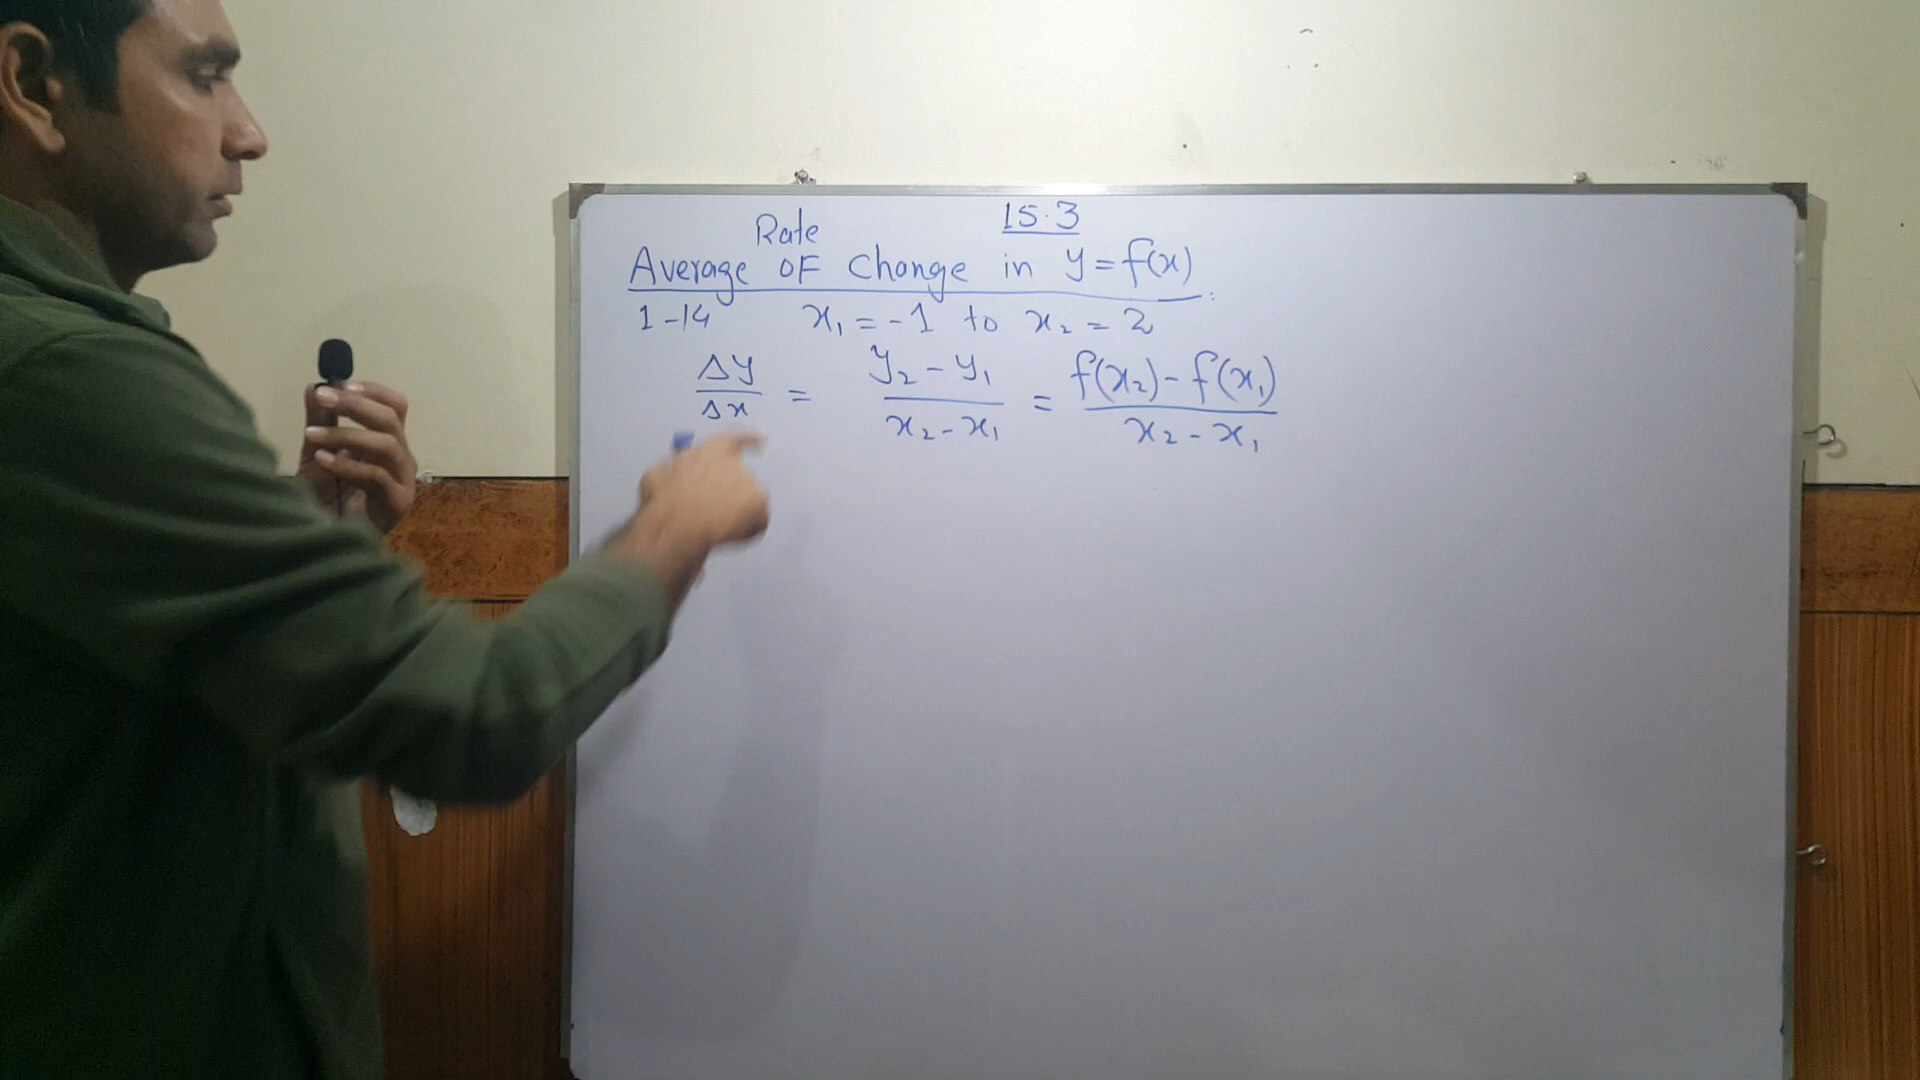 15.3
Rate
Average OF Change in y = f(x)
1-14 x₁ = -1 to x₂ = 2
Δy/Δx = y₂ - y₁/x₂ - x₁ = f(x₂) - f(x₁)/x₂ - x₁